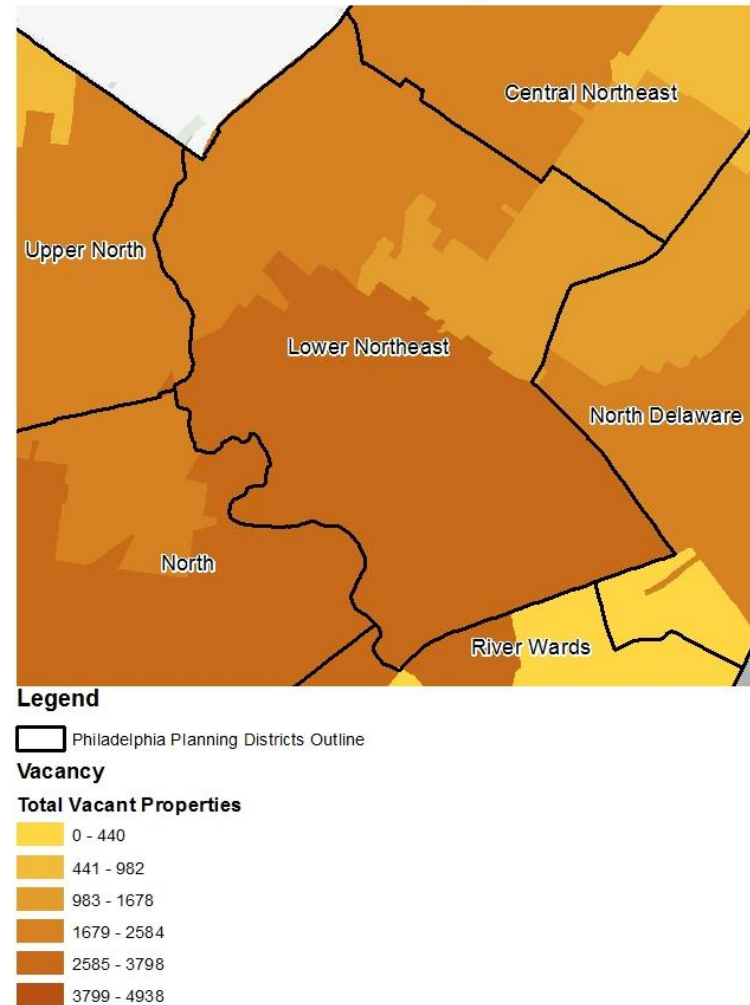 Central Northeast
Upper North
Lower Northeast
North Delaware
North
River Wards
Legend
Philadelphia Planning Districts Outline
Vacancy
Total Vacant Properties
0 - 440
441 - 982
983 - 1678
1679 - 2584
2585 - 3798
3799 - 4938